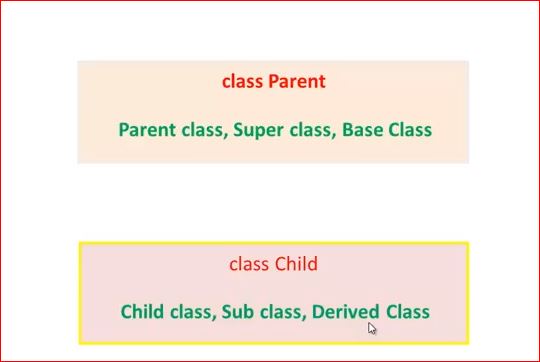 class Parent
Parent class, Super class, Base Class
class Child
Child class, Sub class, Derived Class